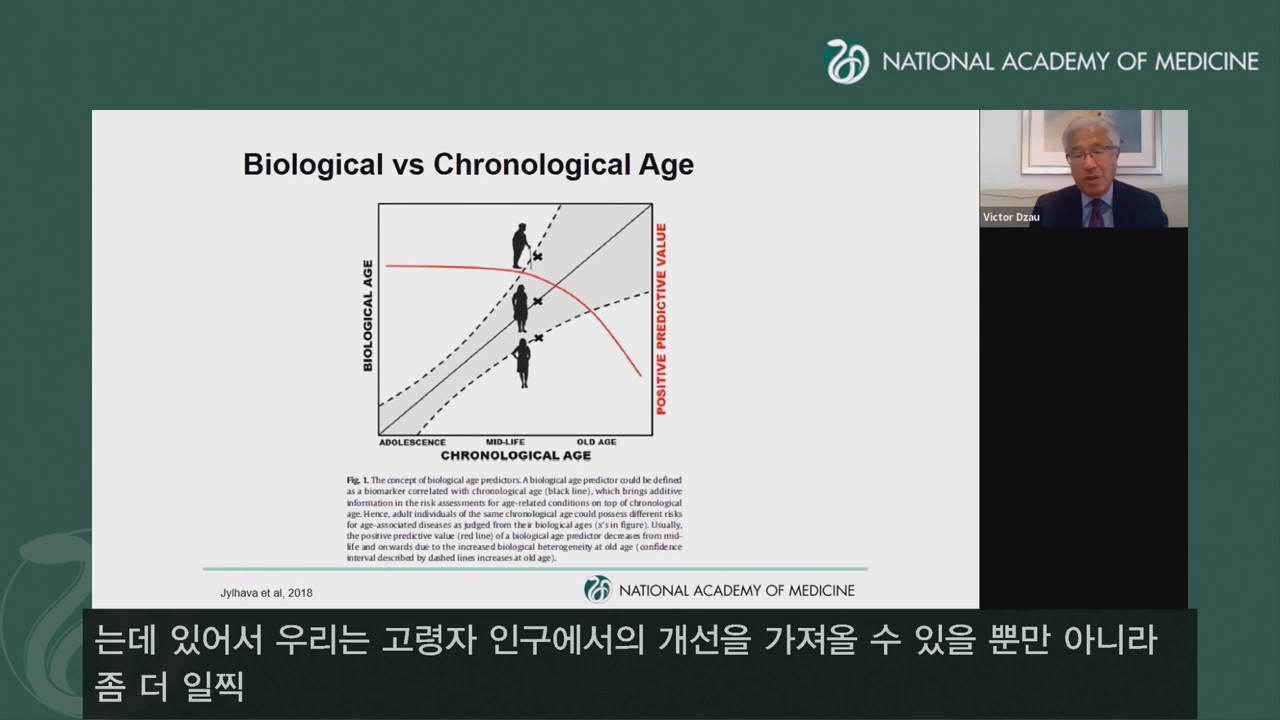 NATIONAL ACADEMY OF MEDICINE
Biological vs Chronological Age
BIOLOGICAL AGE
POSITIVE PREDICTIVE VALUE
ADOLESCENCE MID-LIFE OLD AGE
CHRONOLOGICAL AGE
Fig. 1. The concept of biological age predictors. A biological age predictor could be defined
as a biomarker correlated with chronological age (black line), which brings additive
information in the risk assessments for age-related conditions on top of chronological
age. Hence, adult individuals of the same chronological age could possess different risks
for age-associated diseases as judged from their biological ages (x's in figure). Usually,
the positive predictive value (red line) of a biological age predictor decreases from mid-
life and onwards due to the increased biological heterogeneity at old age (confidence
interval described by dashed lines increases at old age).
Jylhava et al, 2018
NATIONAL ACADEMY OF MEDICINE
Victor Dzau
는데 있어서 우리는 고령자 인구에서의 개선을 가져올 수 있을 뿐만 아니라
좀 더 일찍